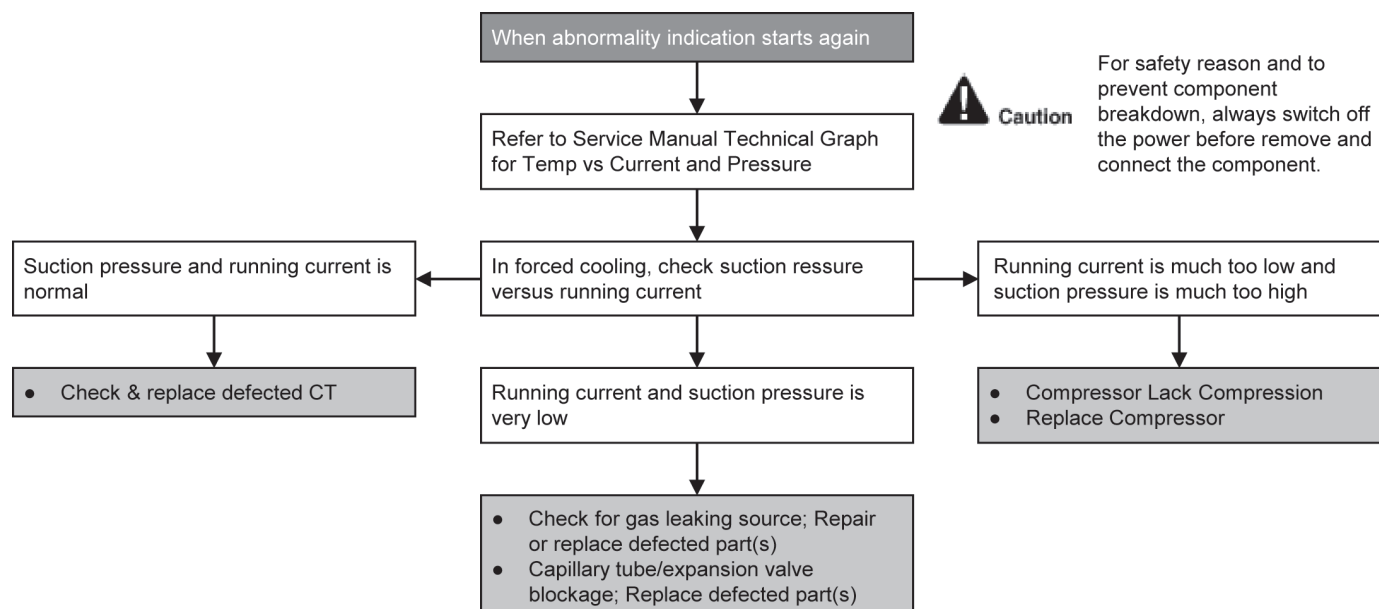 When abnormality indication starts again
For safety reason and to
prevent component
breakdown, always switch off
the power before remove and
connect the component.
Caution
Refer to Service Manual Technical Graph
for Temp vs Current and Pressure
Suction pressure and running current is
normal
In forced cooling, check suction ressure
versus running current
Running current is much too low and
suction pressure is much too high
● Check & replace defected CT
Running current and suction pressure is
very low
● Compressor Lack Compression
● Replace Compressor
● Check for gas leaking source; Repair
or replace defected part(s)
● Capillary tube/expansion valve
blockage; Replace defected part(s)